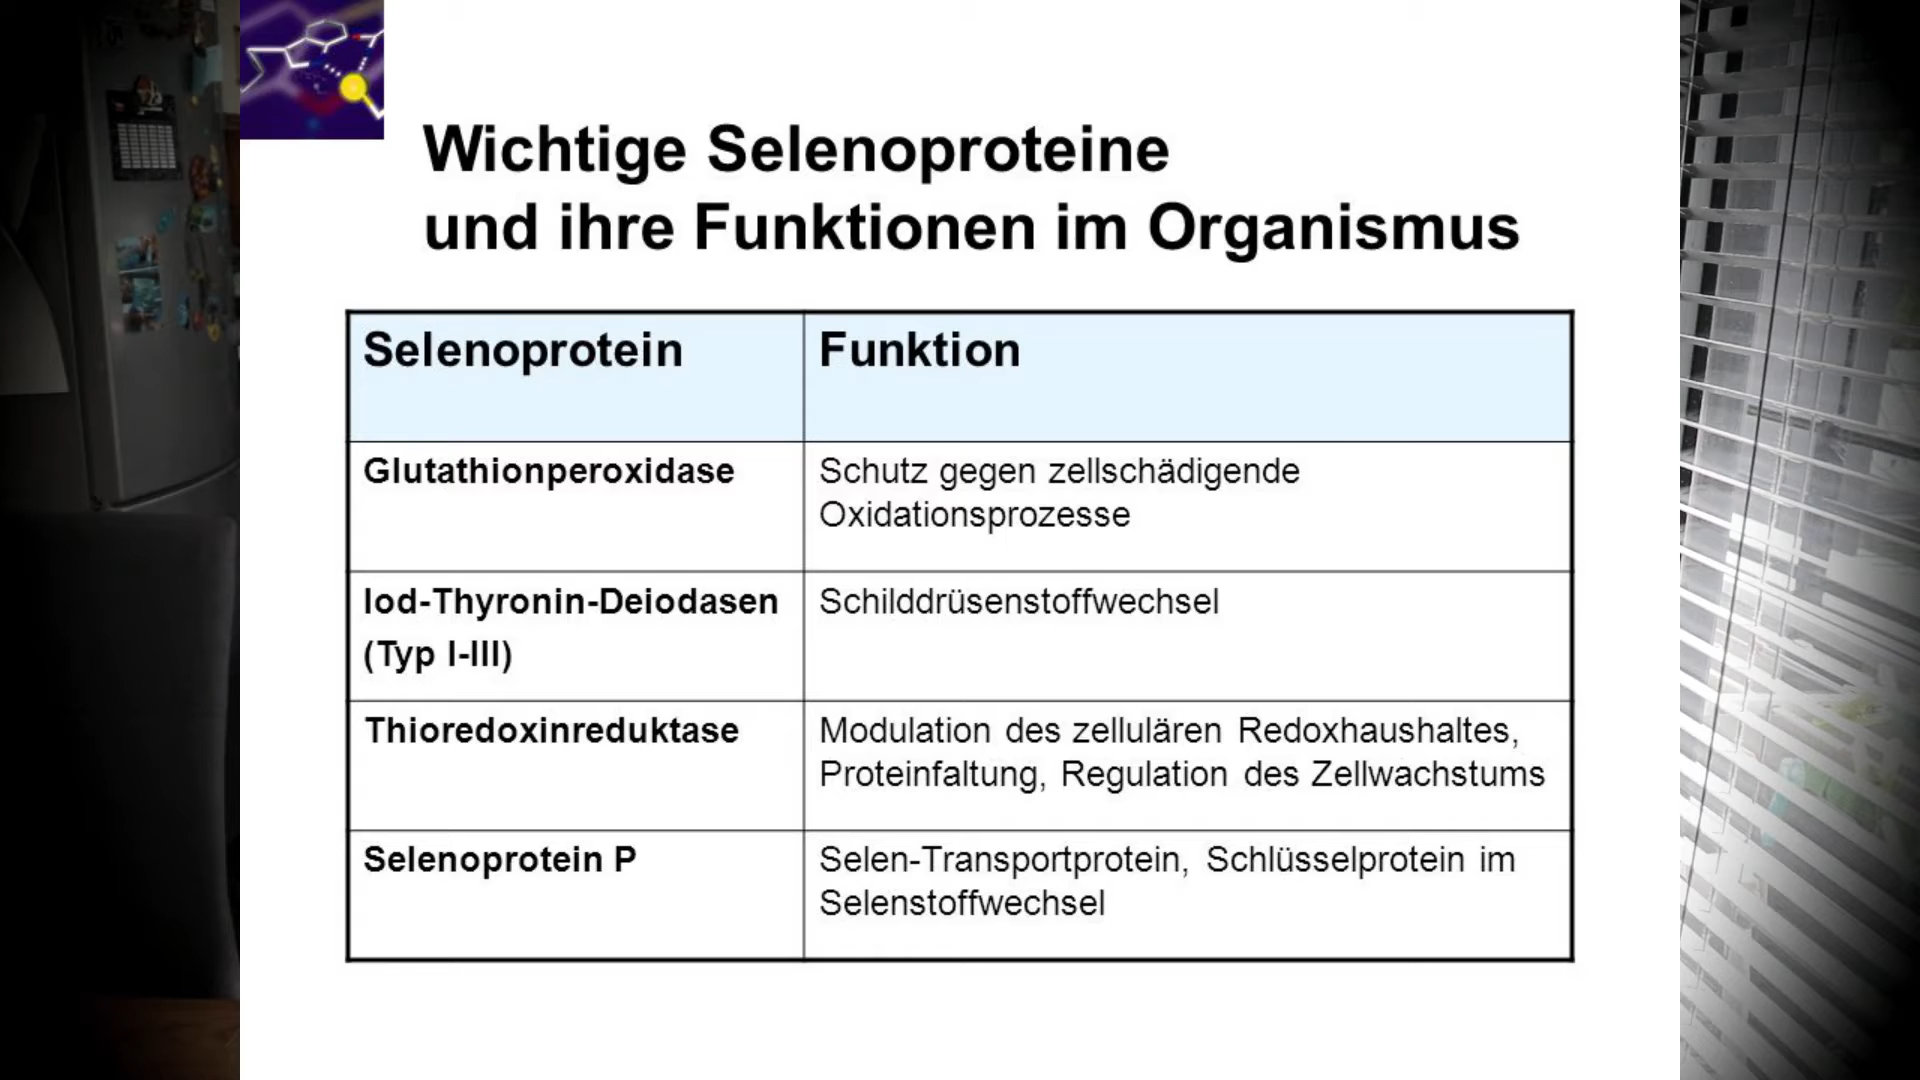 Wichtige Selenoproteine
und ihre Funktionen im Organismus
Selenoprotein
Funktion
Glutathionperoxidase
Schutz gegen zellschädigende
Oxidationsprozesse
Iod-Thyronin-Deiodasen
(Typ I-III)
Schilddrüsenstoffwechsel
Thioredoxinreduktase
Modulation des zellulären Redoxhaushaltes,
Proteinfaltung, Regulation des Zellwachstums
Selenoprotein P
Selen-Transportprotein, Schlüsselprotein im
Selenstoffwechsel